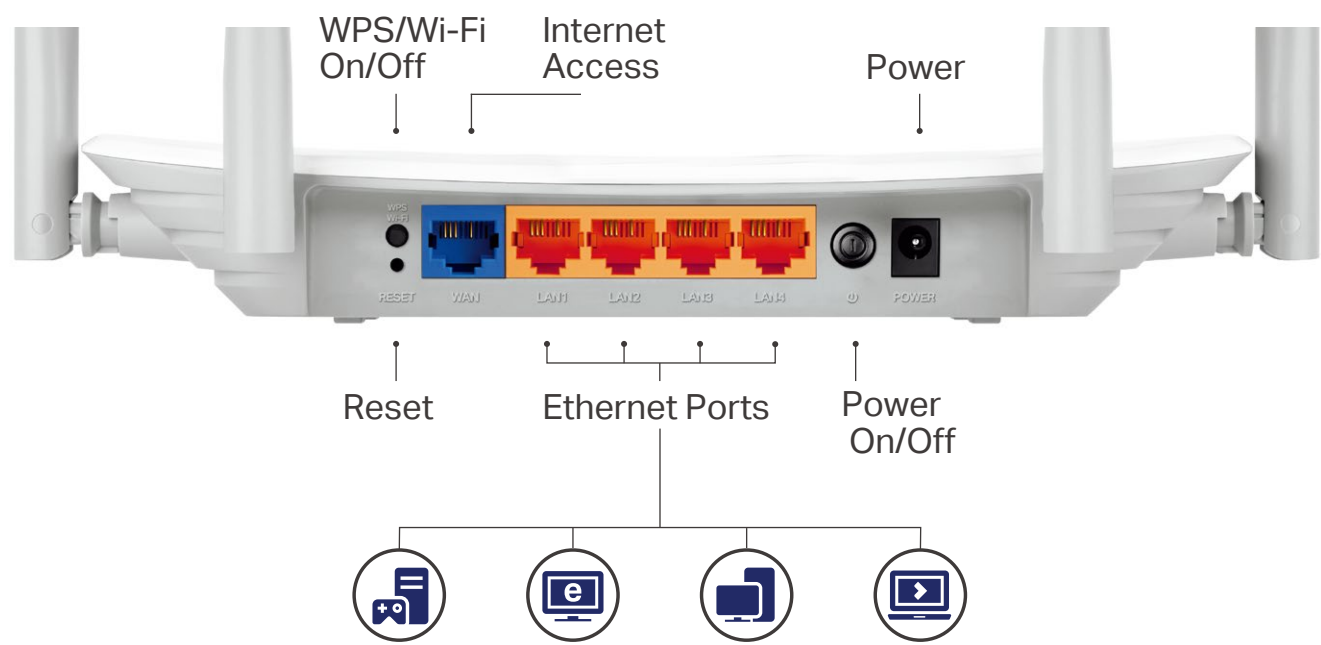 WPS/Wi-Fi
On/Off
Internet
Access
Power
WPS
Wi-Fi
RESET
WAN
LAN1
LAN2
LAN3
LAN4
POWER
Reset
Ethernet Ports
Power
On/Off
e